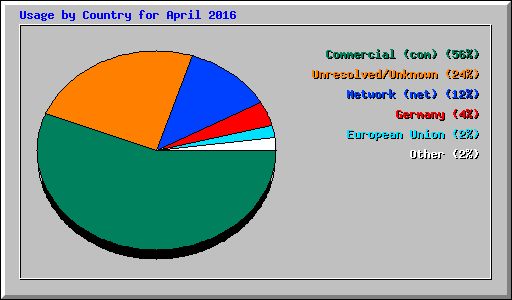 Usage by Country for April 2016
Commercial (com) (56%)
Unresolved/Unknown (24%)
Network (net) (12%)
Germany (4%)
European Union (2%)
Other (2%)